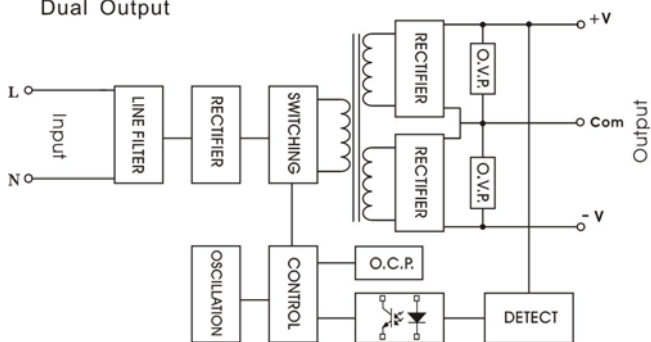 Dual Output
+V
RECTIFIER
O.V.P.
L
LINE FILTER
RECTIFIER
SWITCHING
Input
Com
Output
RECTIFIER
O.V.P.
N
- V
OSCILLATION
CONTROL
O.C.P.
DETECT